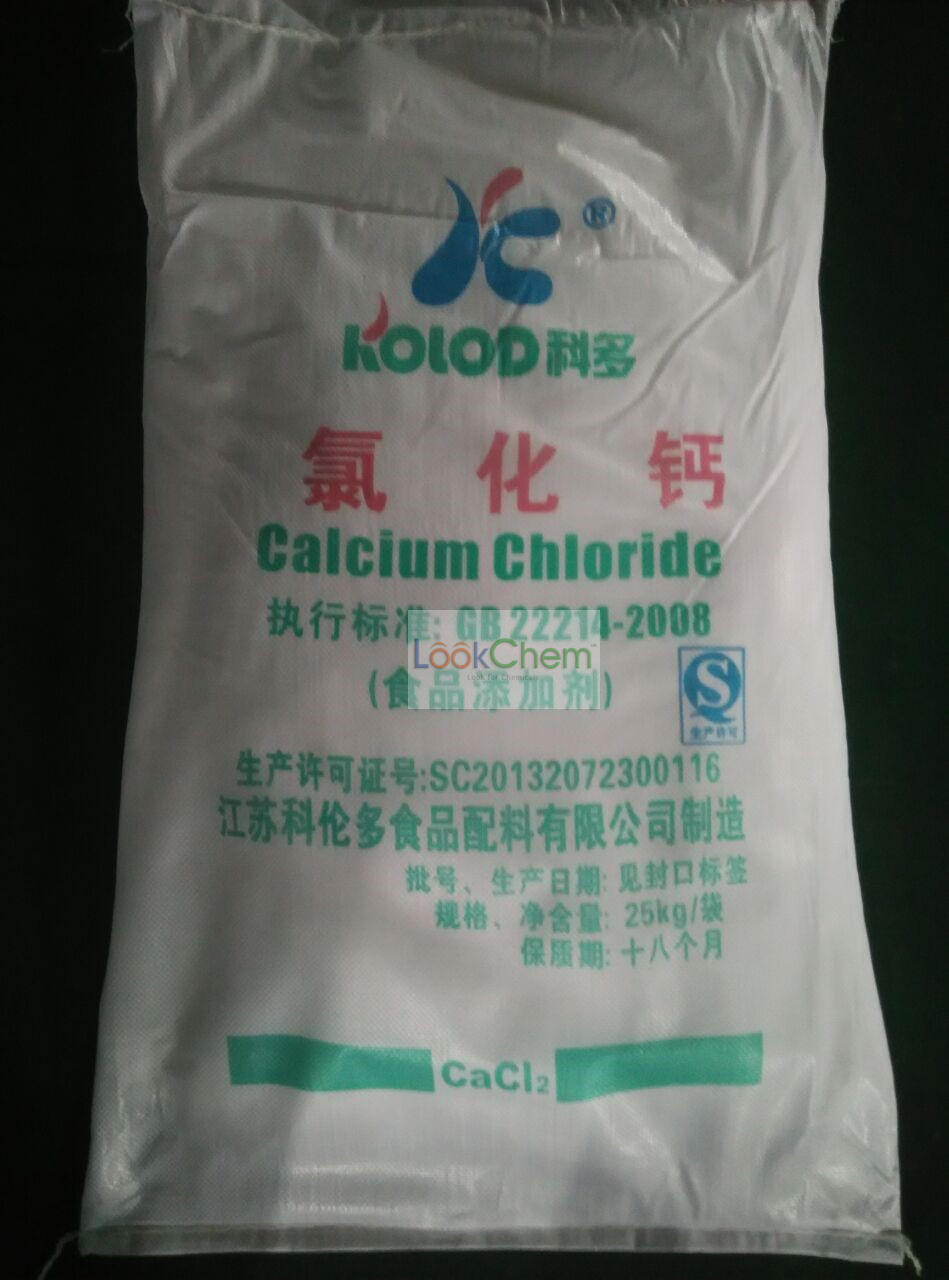 ®
KOLOD科多
氯化钙
Calcium Chloride
执行标准: GB 22214-2008
LookChem™
Look for Chemicals
(食品添加剂)
S
生产许可
生产许可证号:SC20132072300116
江苏科伦多食品配料有限公司制造
批号、生产日期: 见封口标签
规格、净含量: 25kg/袋
保质期: 十八个月
CaCl₂